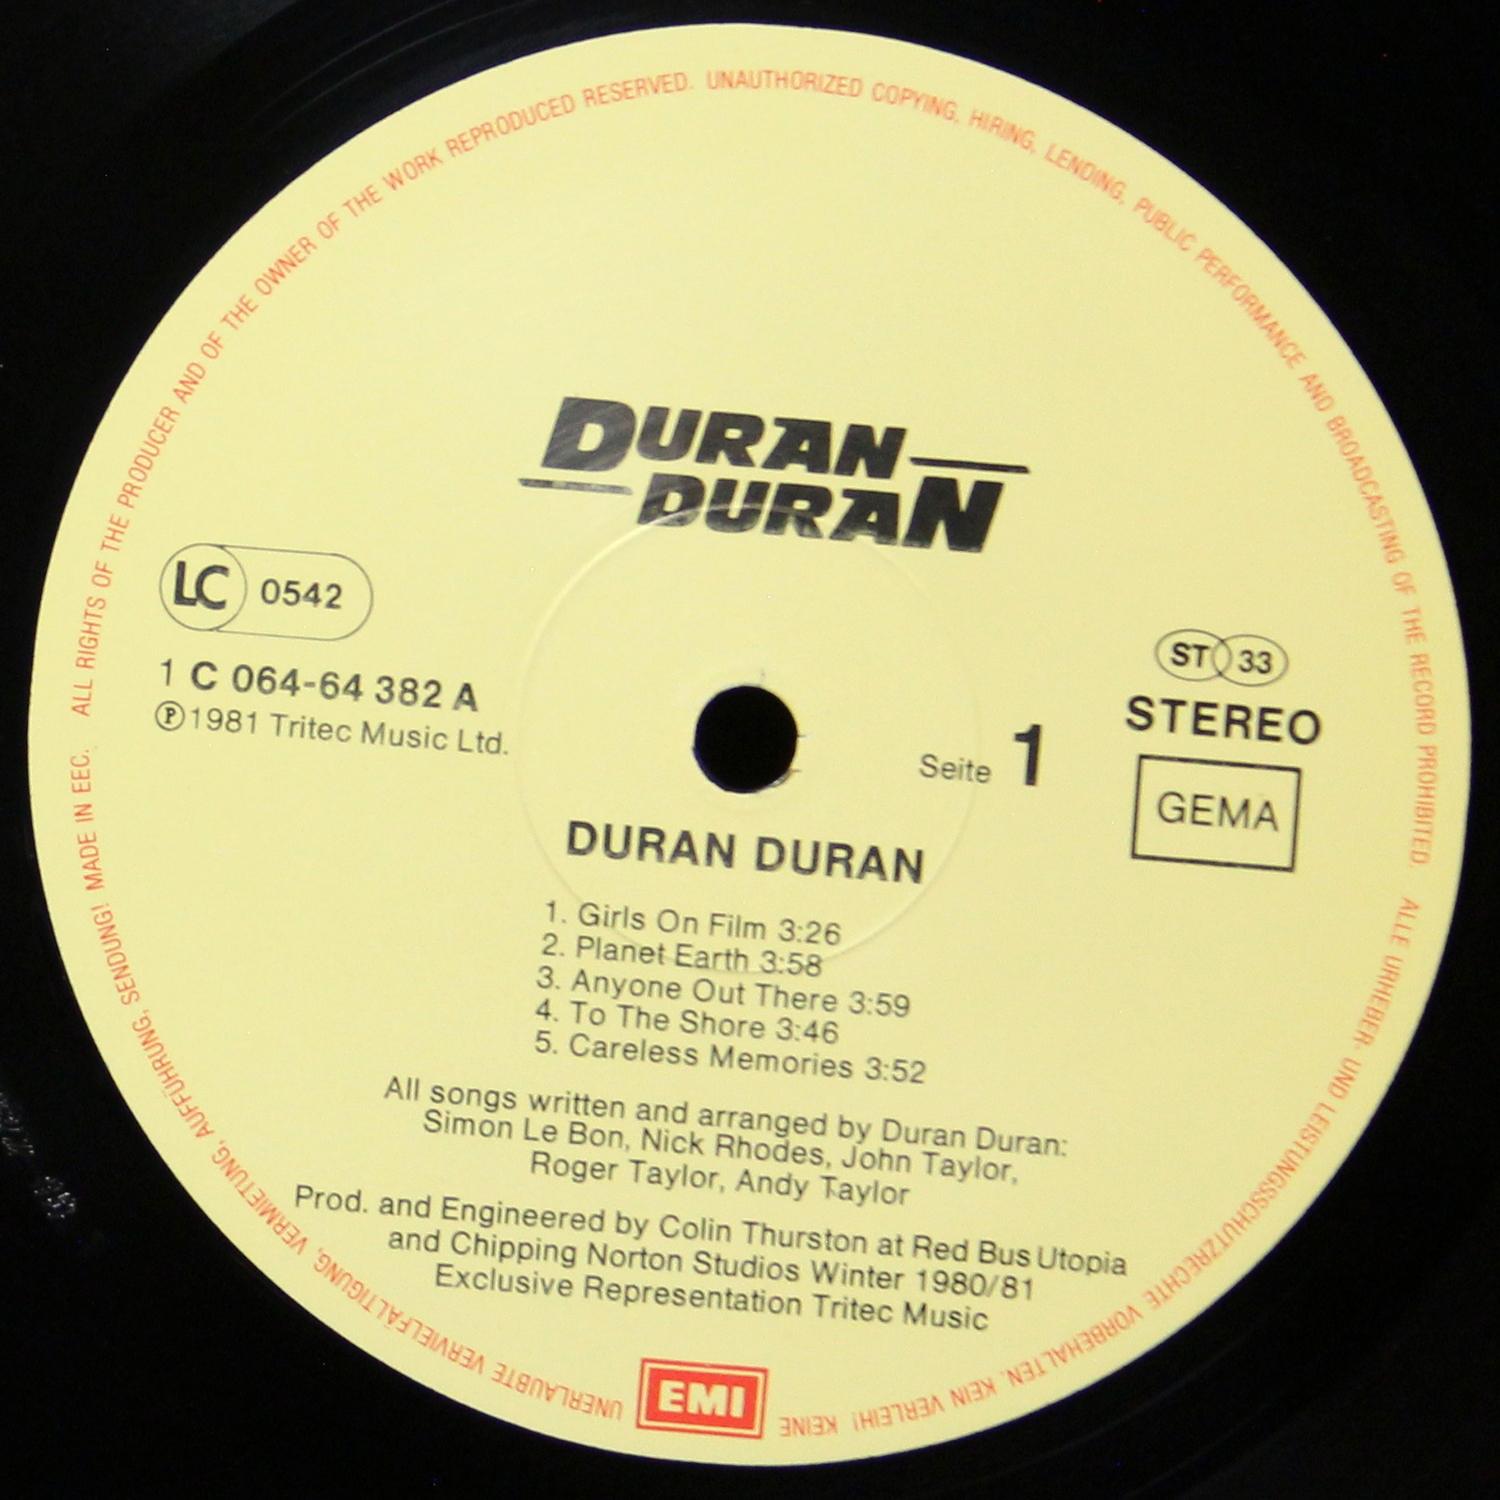 ALL RIGHTS OF THE PRODUCER AND OF THE OWNER OF THE WORK REPRODUCED RESERVED. UNAUTHORIZED COPYING, HIRING, LENDING, PUBLIC PERFORMANCE AND BROADCASTING OF THE RECORD PROHIBITED.
ALLE URHEBER- UND LEISTUNGSSCHUTZRECHTE VORBEHALTEN. KEIN VERLEIH! KEINE UNERLAUBTE VERVIELFÄLTIGUNG, VERMIETUNG, AUFFÜHRUNG, SENDUNG! MADE IN EEC.
DURAN
DURAN
LC 0542
1 C 064-64 382 A
℗1981 Tritec Music Ltd.
ST 33
STEREO
GEMA
Seite 1
DURAN DURAN
1. Girls On Film 3:26
2. Planet Earth 3:58
3. Anyone Out There 3:59
4. To The Shore 3:46
5. Careless Memories 3:52
All songs written and arranged by Duran Duran:
Simon Le Bon, Nick Rhodes, John Taylor,
Roger Taylor, Andy Taylor
Prod. and Engineered by Colin Thurston at Red Bus Utopia
and Chipping Norton Studios Winter 1980/81
Exclusive Representation Tritec Music
EMI